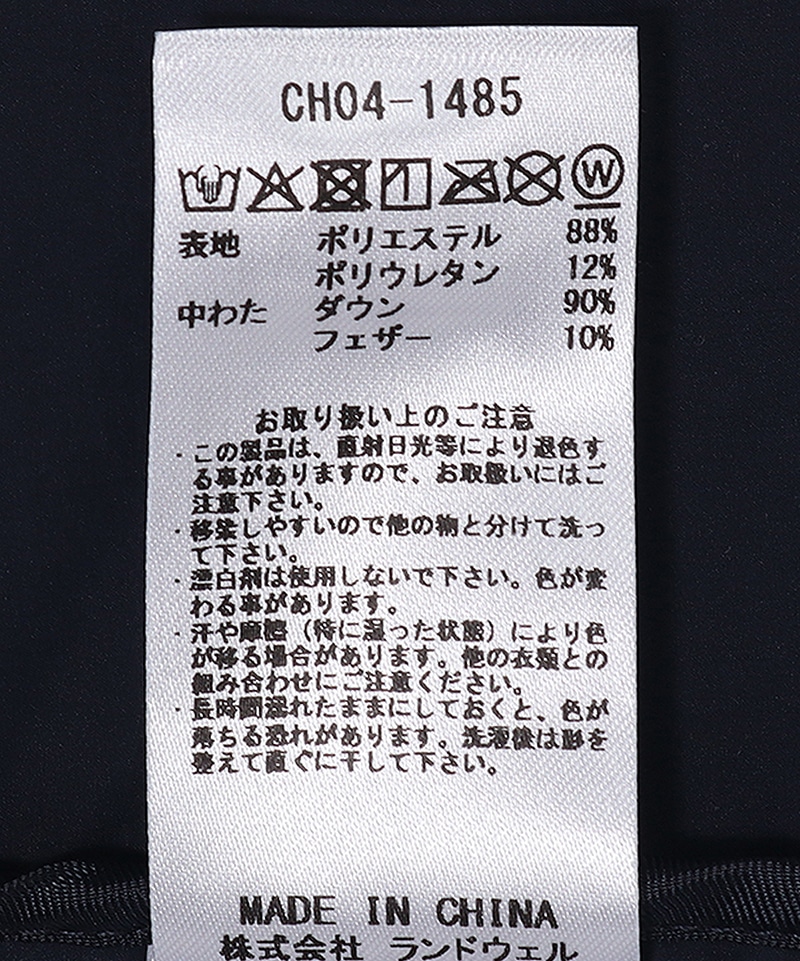 CH04-1485
W
表地 ポリエステル 88%
ポリウレタン 12%
中わた ダウン 90%
フェザー 10%
お取り扱い上のご注意
・この製品は、直射日光等により退色す
る事がありますので、お取扱いにはご
注意下さい。
・移染しやすいので他の物と分けて洗っ
て下さい。
・漂白剤は使用しないで下さい。色が変
わる事があります。
・汗や摩擦（特に湿った状態）により色
が移る場合があります。他の衣類との
組み合わせにご注意ください。
・長時間濡れたままにしておくと、色が
落ちる恐れがあります。洗濯後は形を
整えて直ぐに干して下さい。
MADE IN CHINA
株式会社 ランドウェル